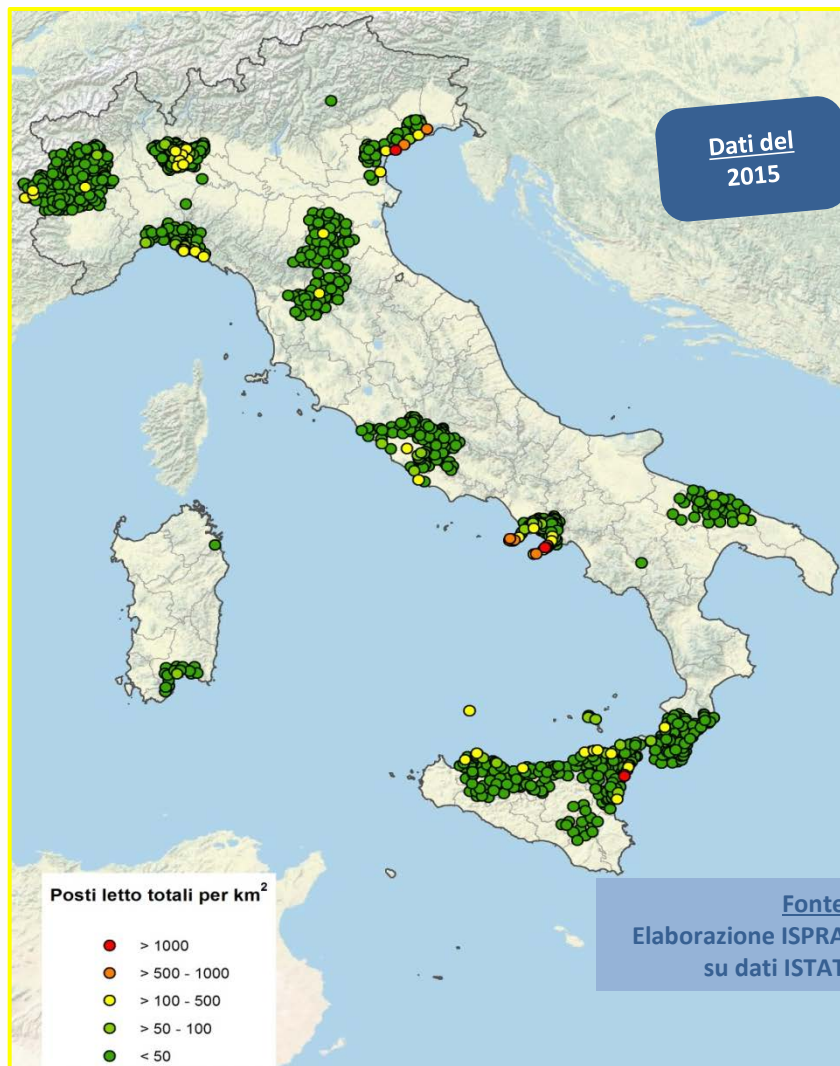 Dati del
2015
Posti letto totali per km²
> 1000
> 500 - 1000
> 100 - 500
> 50 - 100
< 50
Fonte
Elaborazione ISPRA
su dati ISTAT